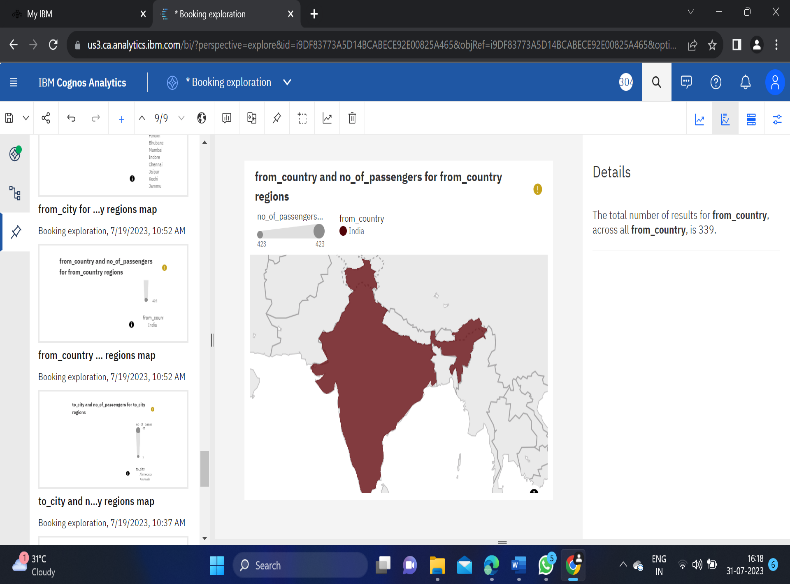 My IBM
* Booking exploration
us3.ca.analytics.ibm.com/bi/?perspective=explore&id=i9DF83773A5D14BCABECE92E00825A465&objRef=i9DF83773A5D14BCABECE92E00825A465&opti...
IBM Cognos Analytics
* Booking exploration
9/9
from_city for ...y regions map
Booking exploration, 7/19/2023, 10:52 AM
from_country and no_of_passengers
for from_country regions
India
from_country ... regions map
Booking exploration, 7/19/2023, 10:52 AM
to_city and no_of_passengers for to_city
regions
to_city and n...y regions map
Booking exploration, 7/19/2023, 10:37 AM
from_country and no_of_passengers for from_country
regions
no_of_passengers...
423
423
from_country
India
Details
The total number of results for from_country,
across all from_country, is 339.
1
31°C
Cloudy
Search
ENG
IN
16:18
31-07-2023